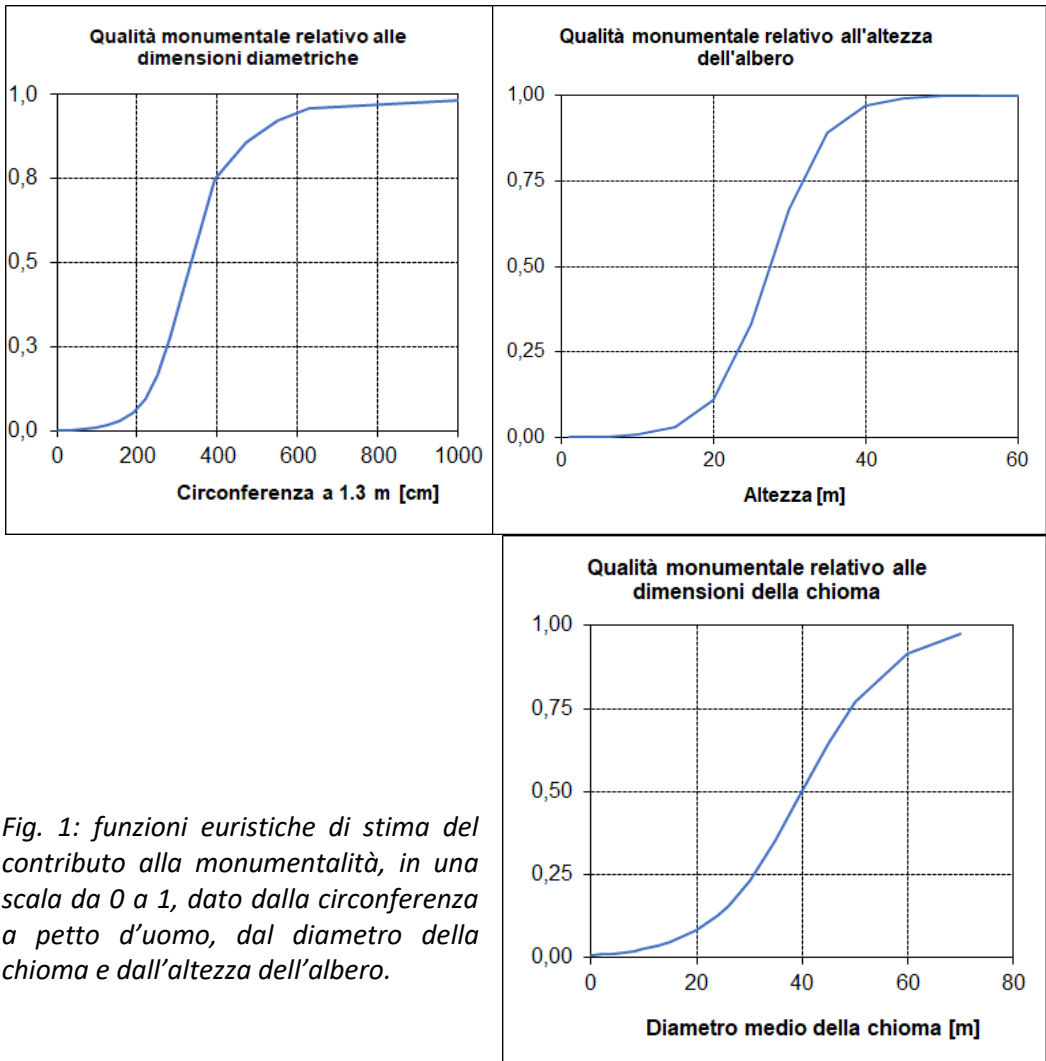 Qualità monumentale relativo alle
dimensioni diametriche
1,0
0,8
0,5
0,3
0,0
0 200 400 600 800 1000
Circonferenza a 1.3 m [cm]
Qualità monumentale relativo all'altezza
dell'albero
1,00
0,75
0,50
0,25
0,00
0 20 40 60
Altezza [m]
Qualità monumentale relativo alle
dimensioni della chioma
1,00
0,75
0,50
0,25
0,00
0 20 40 60 80
Diametro medio della chioma [m]
Fig. 1: funzioni euristiche di stima del
contributo alla monumentalità, in una
scala da 0 a 1, dato dalla circonferenza
a petto d’uomo, dal diametro della
chioma e dall’altezza dell’albero.